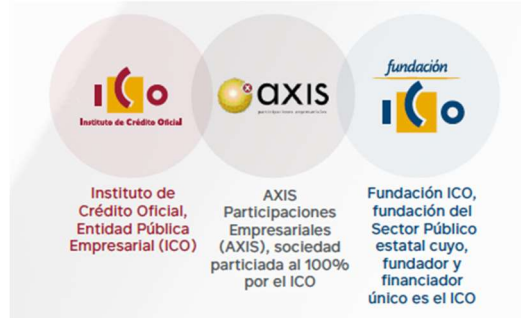 ICO
Instituto de Crédito Oficial
axis
participaciones empresariales
fundación
ICO
Instituto de
Crédito Oficial,
Entidad Pública
Empresarial (ICO)
AXIS
Participaciones
Empresariales
(AXIS), sociedad
particiada al 100%
por el ICO
Fundación ICO,
fundación del
Sector Público
estatal cuyo,
fundador y
financiador
único es el ICO